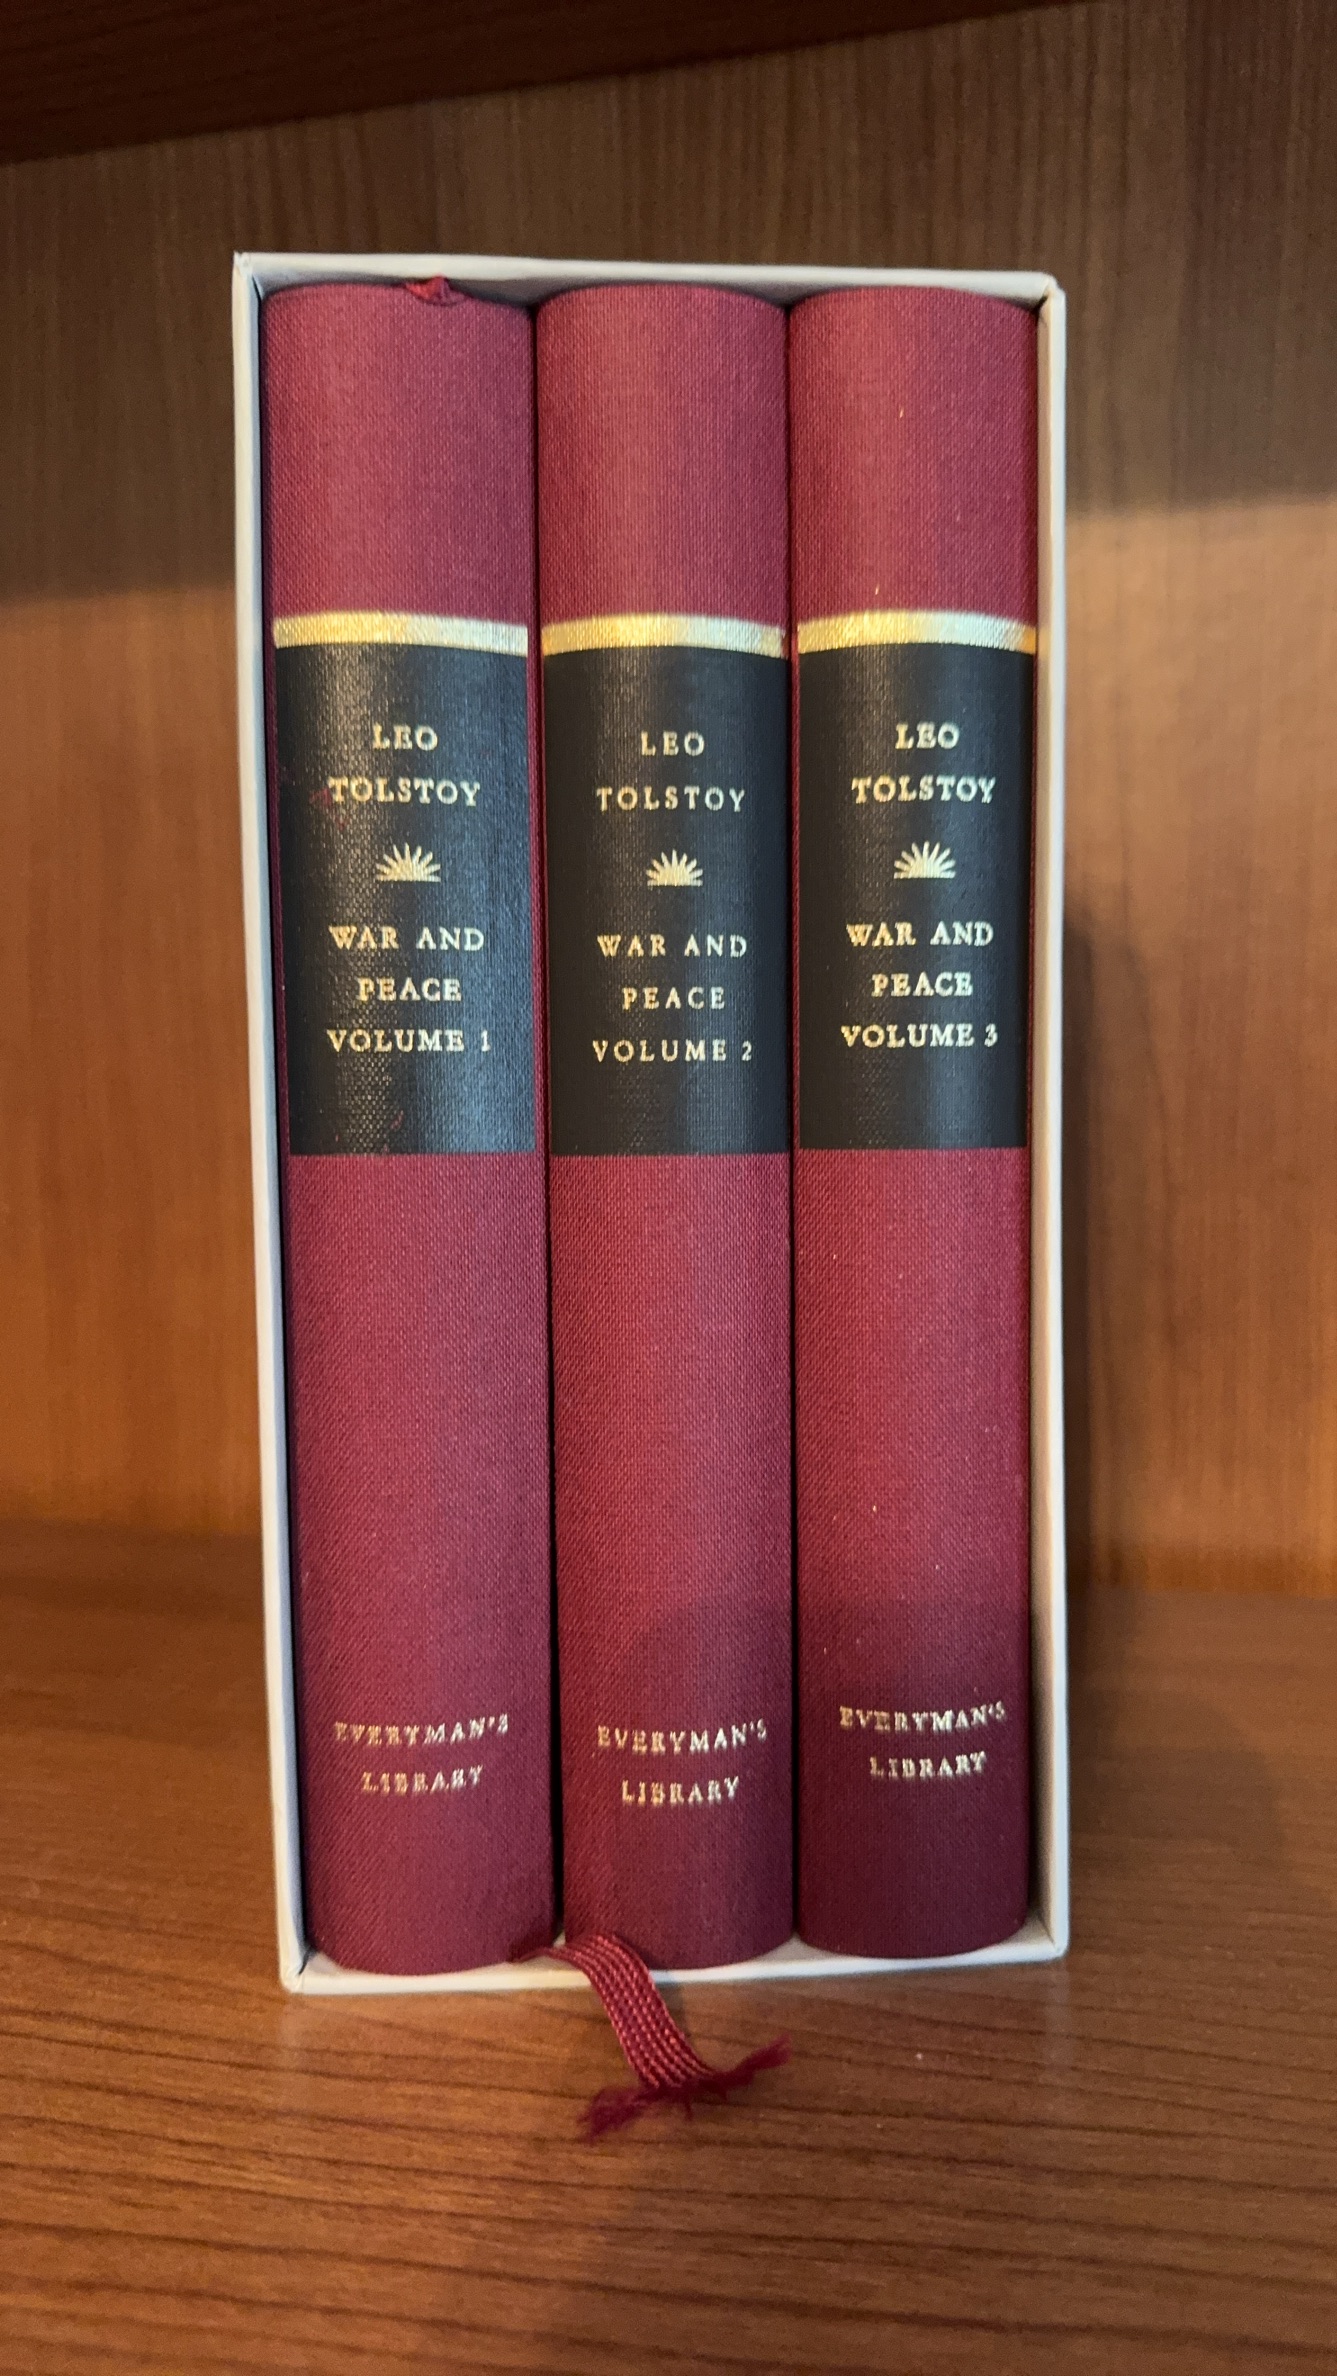 LEO
TOLSTOY
WAR AND
PEACE
VOLUME 1
EVERYMAN'S
LIBRARY
LEO
TOLSTOY
WAR AND
PEACE
VOLUME 2
EVERYMAN'S
LIBRARY
LEO
TOLSTOY
WAR AND
PEACE
VOLUME 3
EVERYMAN'S
LIBRARY